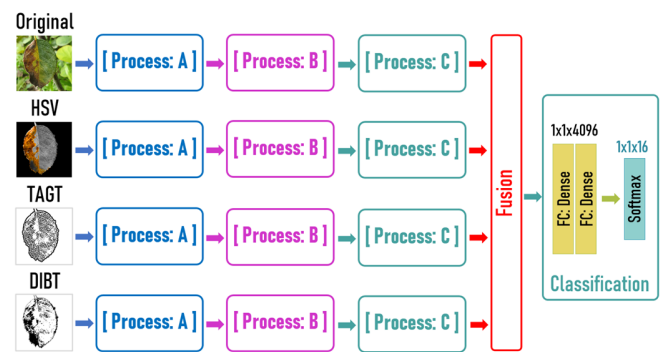 Original
[ Process: A ]
[ Process: B ]
[ Process: C ]
HSV
[ Process: A ]
[ Process: B ]
[ Process: C ]
TAGT
[ Process: A ]
[ Process: B ]
[ Process: C ]
DIBT
[ Process: A ]
[ Process: B ]
[ Process: C ]
Fusion
1x1x4096
FC: Dense
FC: Dense
1x1x16
Softmax
Classification